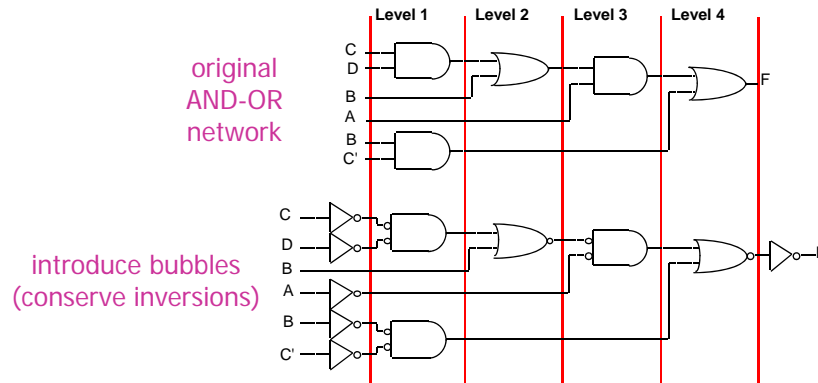 Level 1 Level 2 Level 3 Level 4
original
AND-OR
network
C
D
B
A
B
C'
F
introduce bubbles
(conserve inversions)
C
D
B
A
B
C'